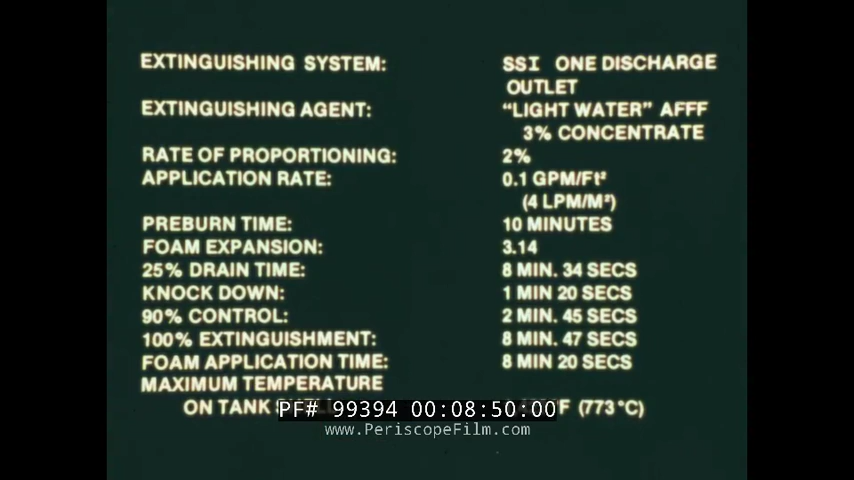 EXTINGUISHING SYSTEM: SSI ONE DISCHARGE
OUTLET
EXTINGUISHING AGENT: “LIGHT WATER” AFFF
3% CONCENTRATE
RATE OF PROPORTIONING: 2%
APPLICATION RATE: 0.1 GPM/Ft²
(4 LPM/M²)
PREBURN TIME: 10 MINUTES
FOAM EXPANSION: 3.14
25% DRAIN TIME: 8 MIN. 34 SECS
KNOCK DOWN: 1 MIN 20 SECS
90% CONTROL: 2 MIN. 45 SECS
100% EXTINGUISHMENT: 8 MIN. 47 SECS
FOAM APPLICATION TIME: 8 MIN 20 SECS
MAXIMUM TEMPERATURE
ON TANK (773°C)
PF# 99394 00:08:50:00
www.PeriscopeFilm.com